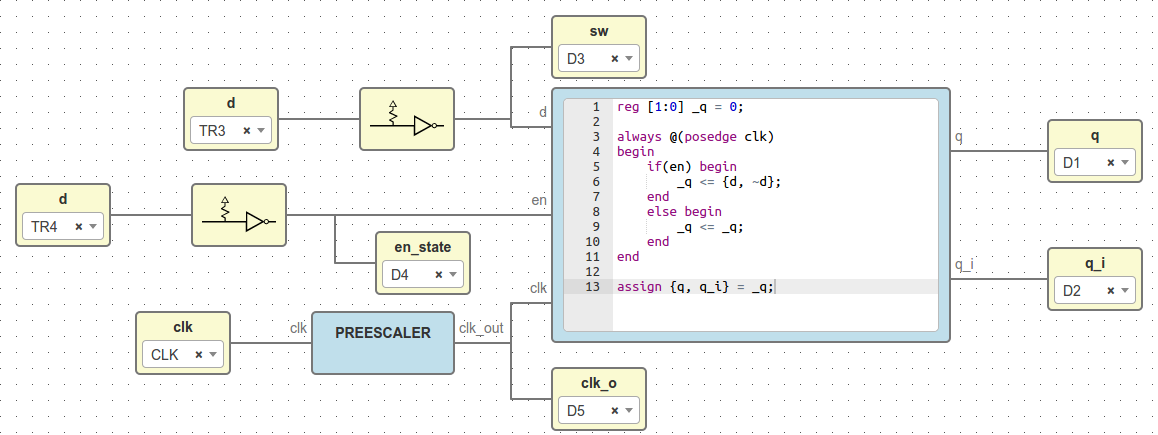 sw
D3 ×
d
TR3 ×
d
1 reg [1:0] _q = 0;
2
3 always @(posedge clk)
4 begin
5 if(en) begin
6 _q <= {d, ~d};
7 end
8 else begin
9 _q <= _q;
10 end
11 end
12
13 assign {q, q_i} = _q;
q
q
D1 ×
d
TR4 ×
en
en_state
D4 ×
q_i
q_i
D2 ×
clk
clk
CLK ×
clk
PREESCALER
clk_out
clk_o
D5 ×